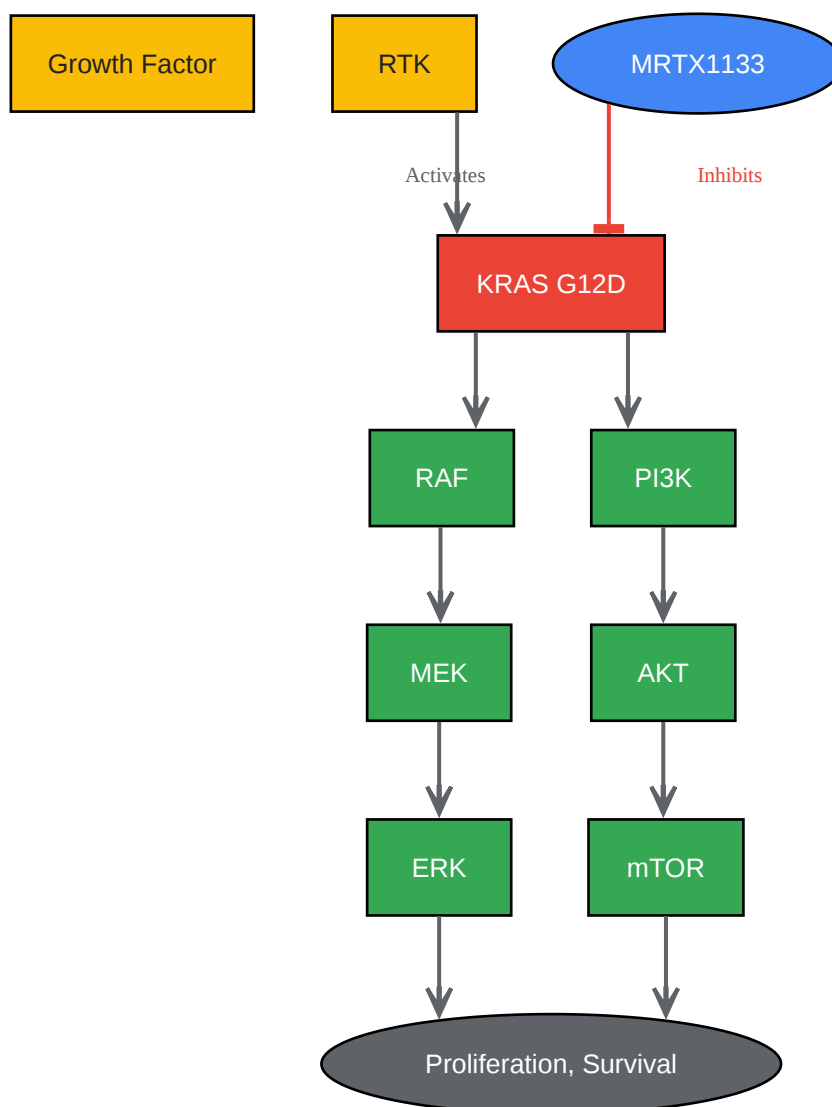 Growth Factor
RTK
MRTX1133
Activates
Inhibits
KRAS G12D
RAF
PI3K
MEK
AKT
ERK
mTOR
Proliferation, Survival